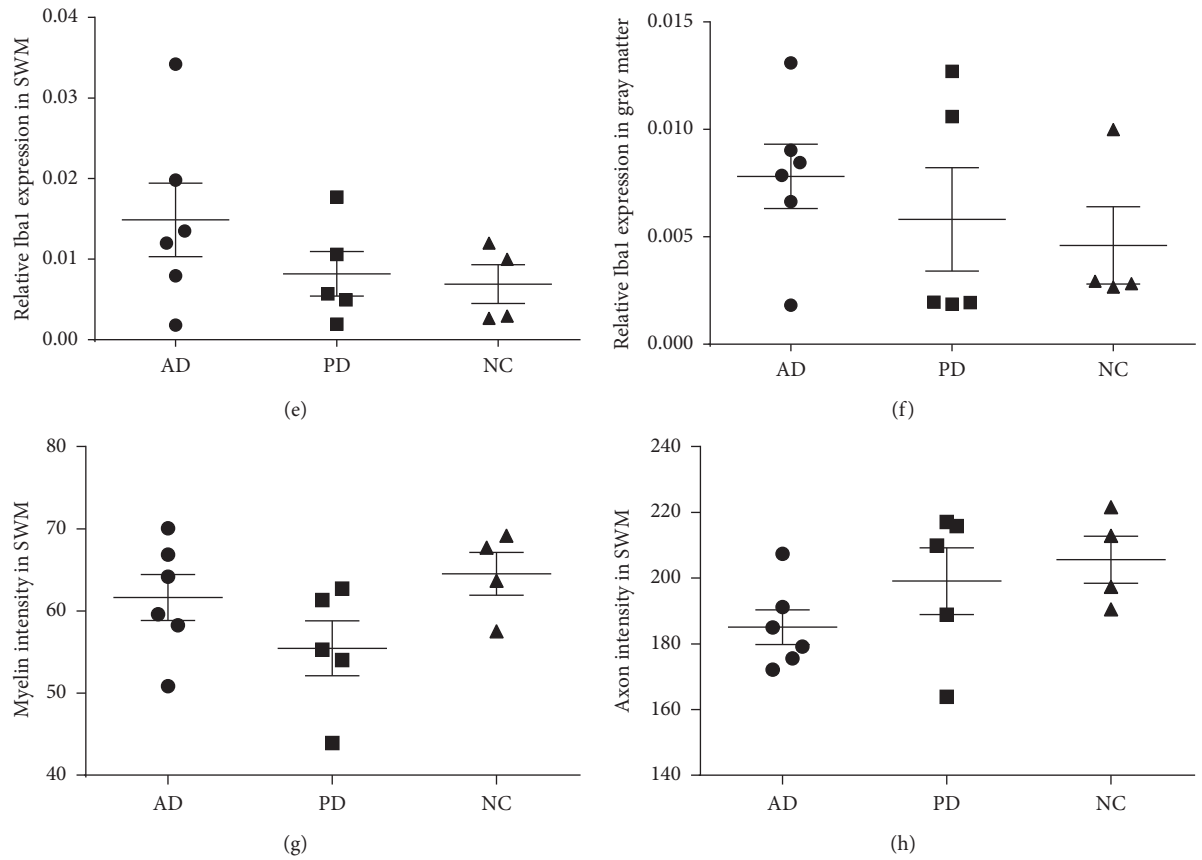 Relative Iba1 expression in SWM
0.04
0.03
0.02
0.01
0.00
AD PD NC
(e)
Relative Iba1 expression in gray matter
0.015
0.010
0.005
0.000
AD PD NC
(f)
Myelin intensity in SWM
80
70
60
50
40
AD PD NC
(g)
Axon intensity in SWM
240
220
200
180
160
140
AD PD NC
(h)